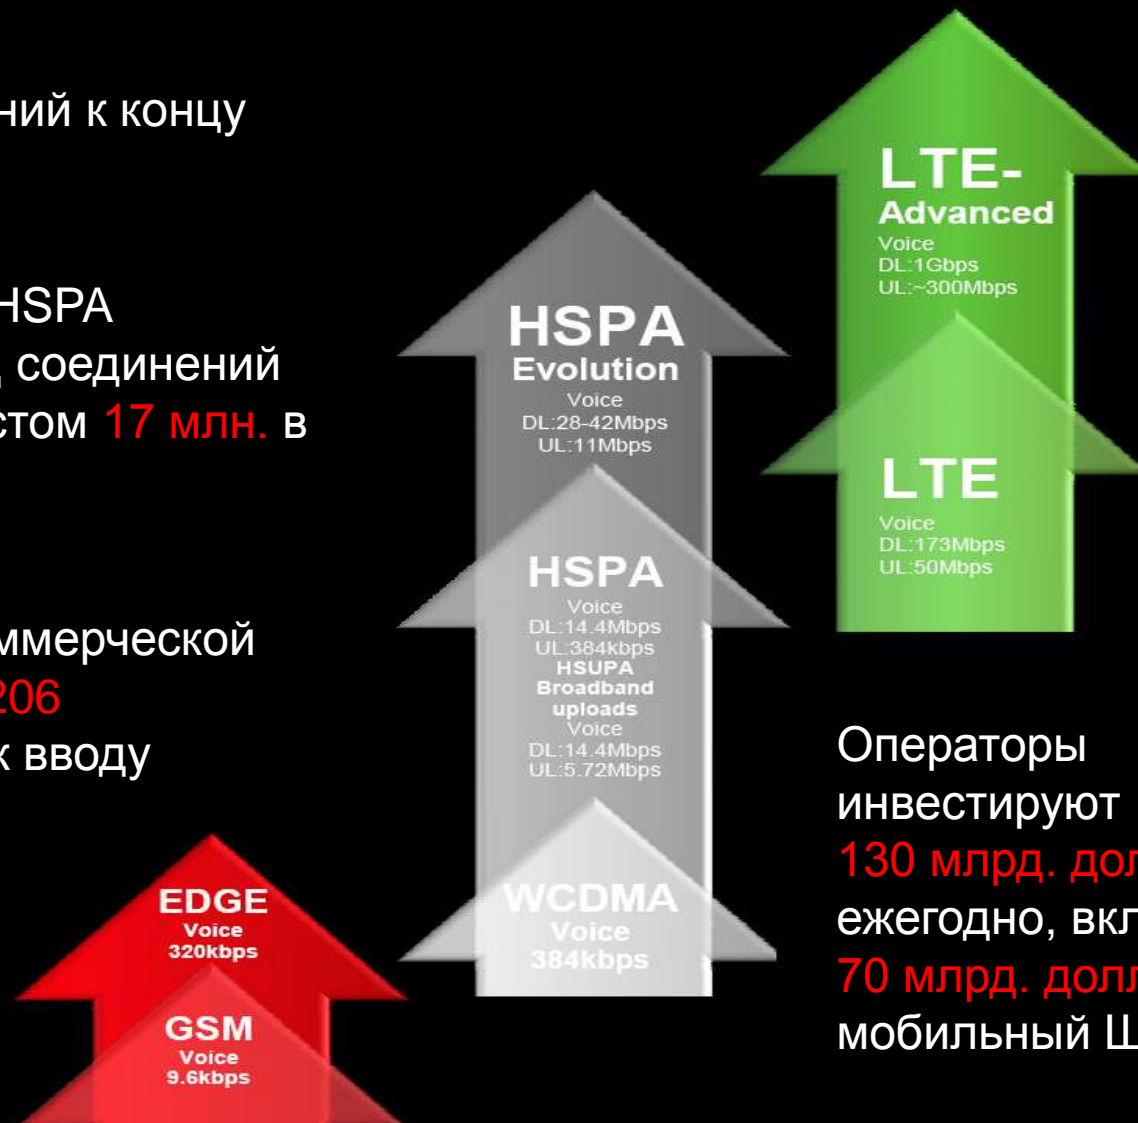 ний к концу
HSPA
соединений
стом 17 млн. в
ммерческой
206
к вводу
LTE-
Advanced
Voice
DL:1Gbps
UL:~300Mbps
LTE
Voice
DL:173Mbps
UL:50Mbps
HSPA
Evolution
Voice
DL:28-42Mbps
UL:11Mbps
HSPA
Voice
DL:14.4Mbps
UL:384kbps
HSUPA
Broadband
uploads
Voice
DL:14.4Mbps
UL:5.72Mbps
WCDMA
Voice
384kbps
EDGE
Voice
320kbps
GSM
Voice
9.6kbps
Операторы
инвестируют
130 млрд. дол
ежегодно, вкл
70 млрд. долл
мобильный Ш